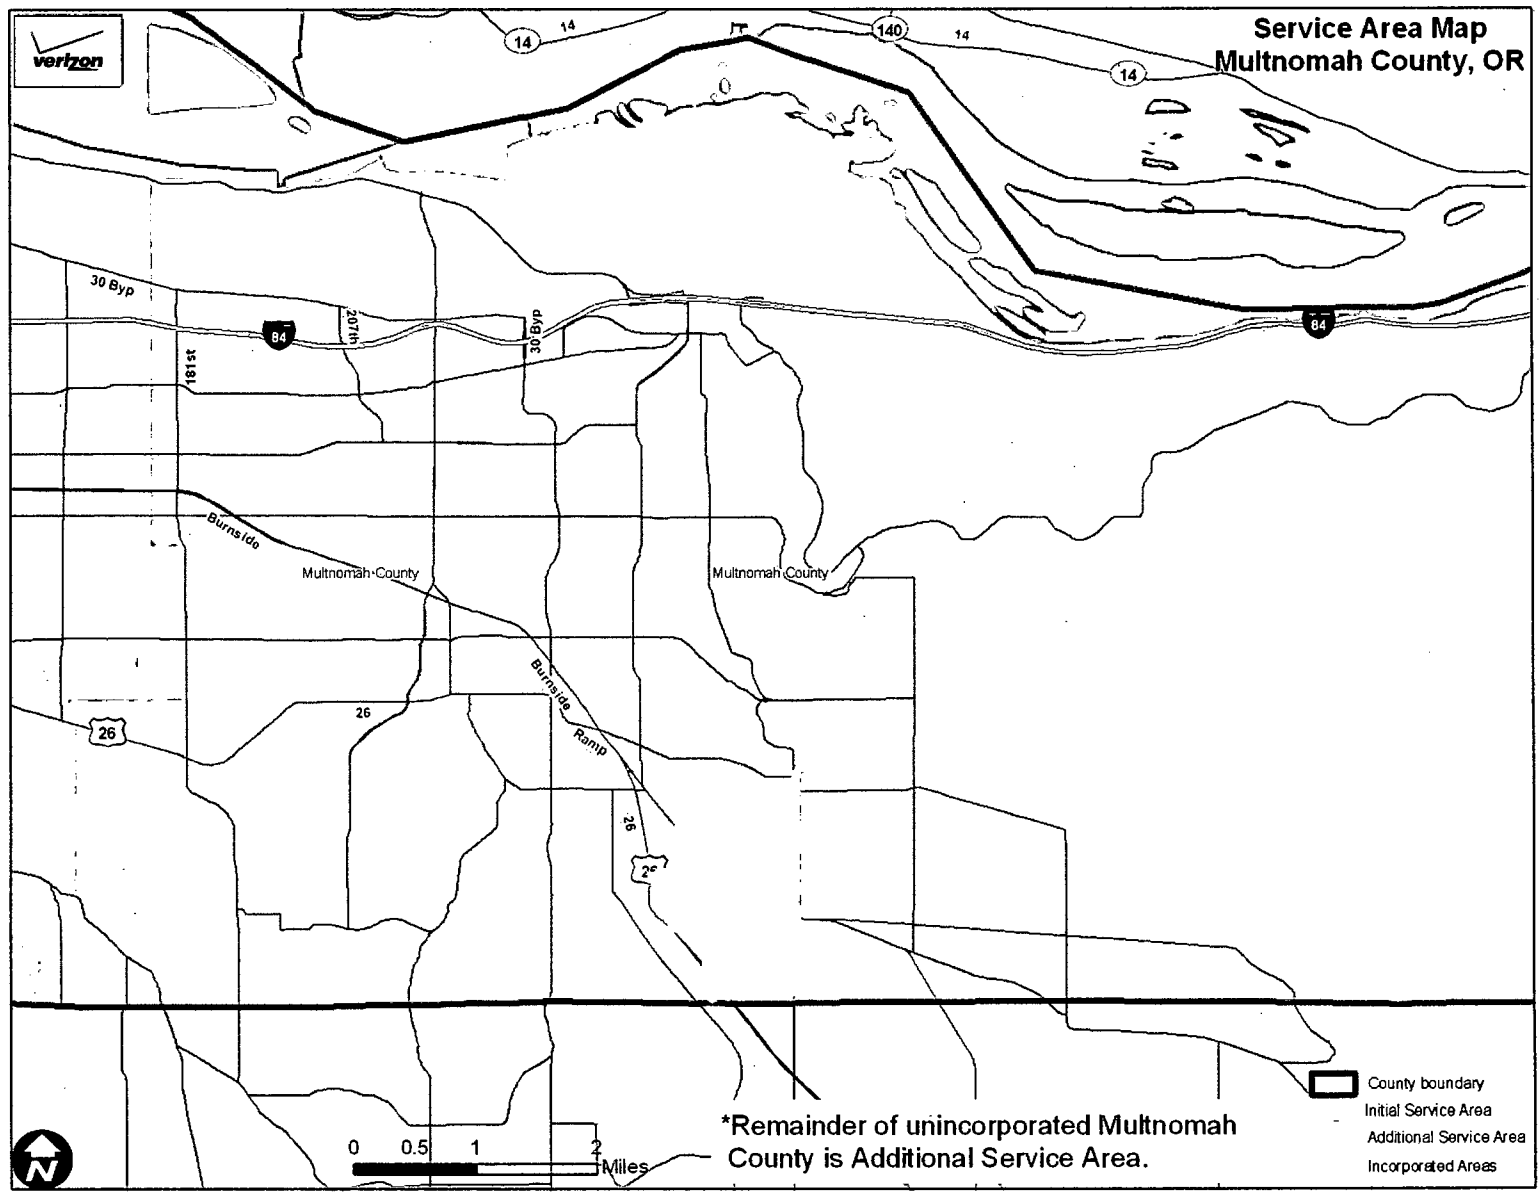 verizon
Service Area Map
Multnomah County, OR
14
14
140
14
14
30 Byp
84
207th
30 Byp
84
181st
Burnside
Multnomah County
Multnomah County
Burnside
26
26
Ramp
26
26
County boundary
Initial Service Area
Additional Service Area
Incorporated Areas
*Remainder of unincorporated Multnomah
County is Additional Service Area.
0 0.5 1 2
Miles
N